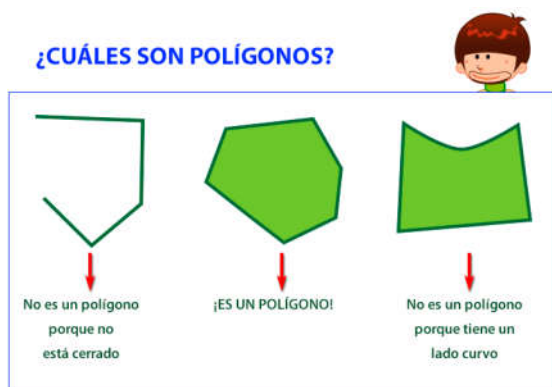 ¿CUÁLES SON POLÍGONOS?
No es un polígono
porque no
está cerrado
¡ES UN POLÍGONO!
No es un polígono
porque tiene un
lado curvo